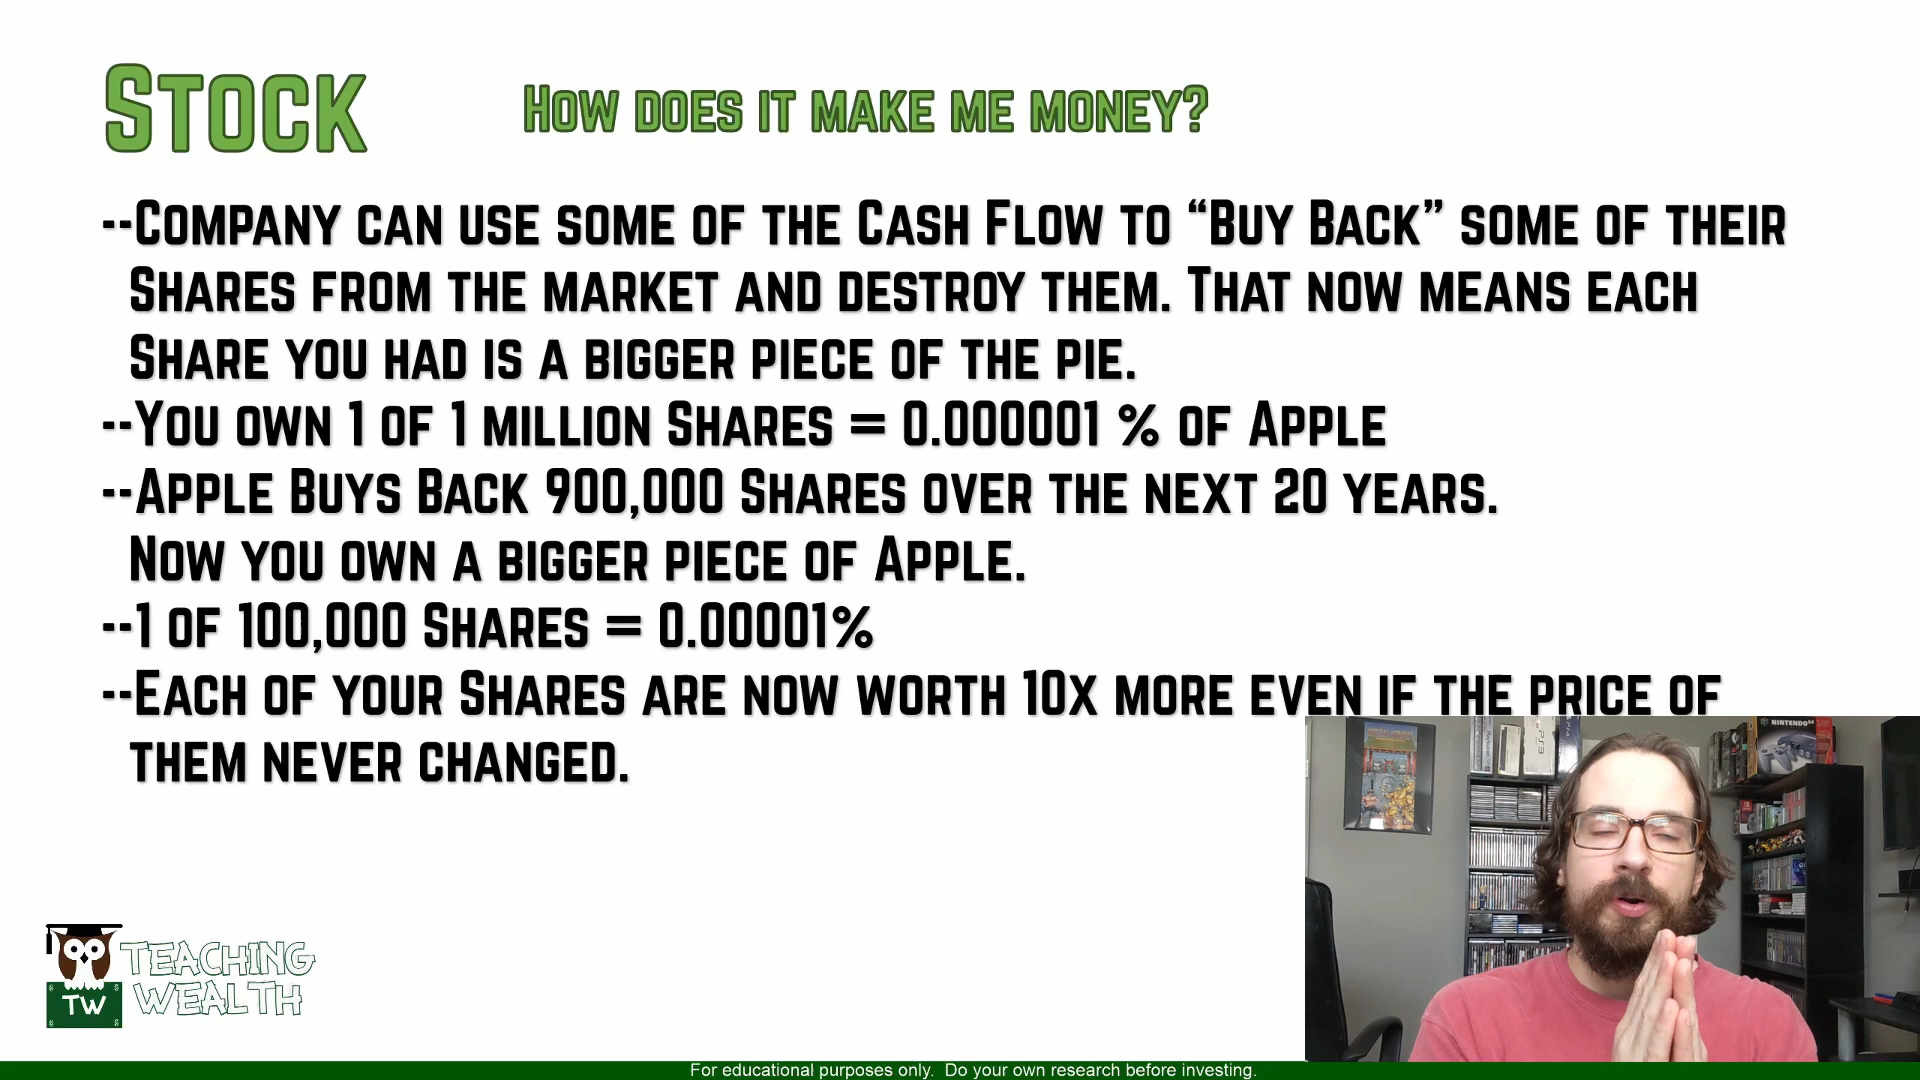 Stock
How does it make me money?
--Company can use some of the Cash Flow to “Buy Back” some of their
Shares from the market and destroy them. That now means each
Share you had is a bigger piece of the pie.
--You own 1 of 1 million Shares = 0.000001 % of Apple
--Apple Buys Back 900,000 Shares over the next 20 years.
Now you own a bigger piece of Apple.
--1 of 100,000 Shares = 0.00001%
--Each of your Shares are now worth 10x more even if the price of
them never changed.
NINTENDO64
PS3
TEACHING
WEALTH
TW
For educational purposes only. Do your own research before investing.